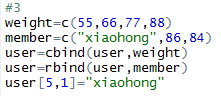 #3
weight=c(55,66,77,88)
member=c("xiaohong",86,84)
user=cbind(user,weight)
user=rbind(user,member)
user[5,1]="xiaohong"